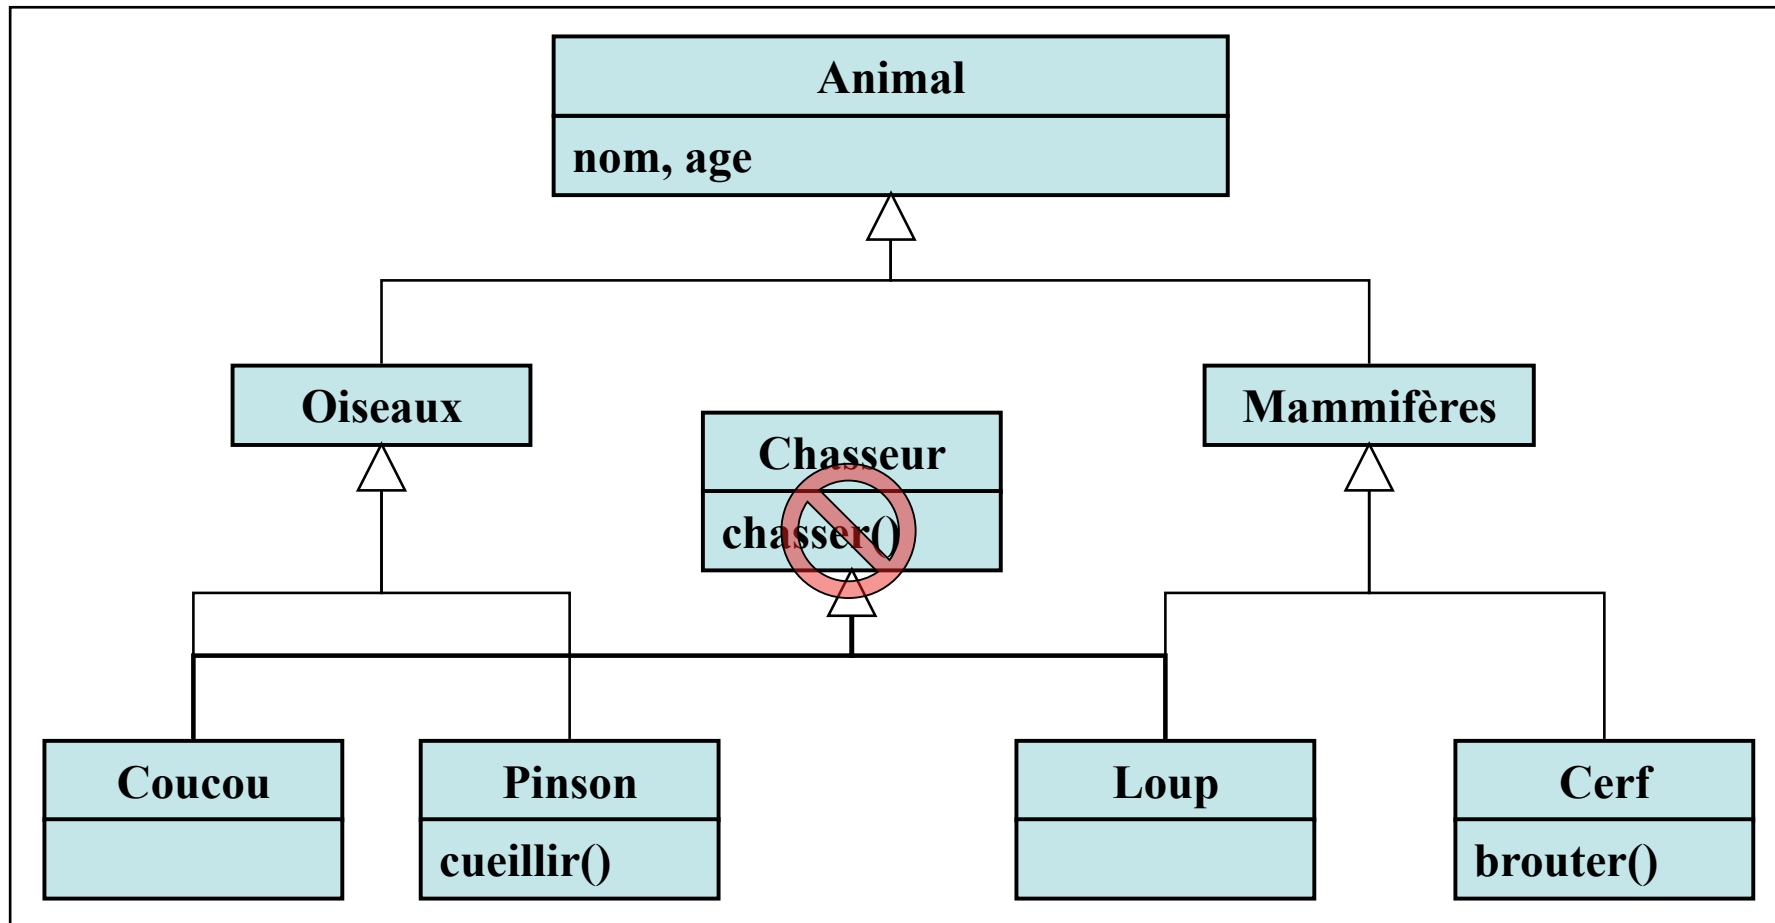 Animal
nom, age
Oiseaux
Mammifères
Chasseur
chasser()
Coucou
Pinson
Loup
Cerf
cueillir()
brouter()